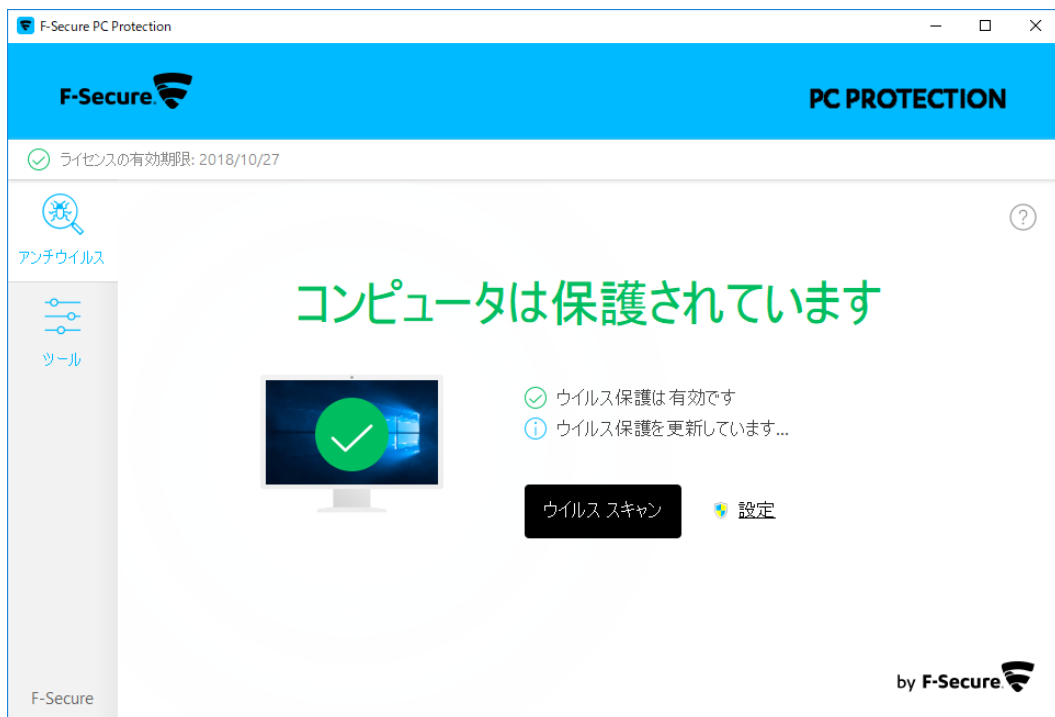 F-Secure PC Protection
F-Secure.
PC PROTECTION
ライセンスの有効期限: 2018/10/27
アンチウイルス
ツール
コンピュータは保護されています
ウイルス保護は有効です
ウイルス保護を更新しています...
ウイルス スキャン
設定
F-Secure
by F-Secure.